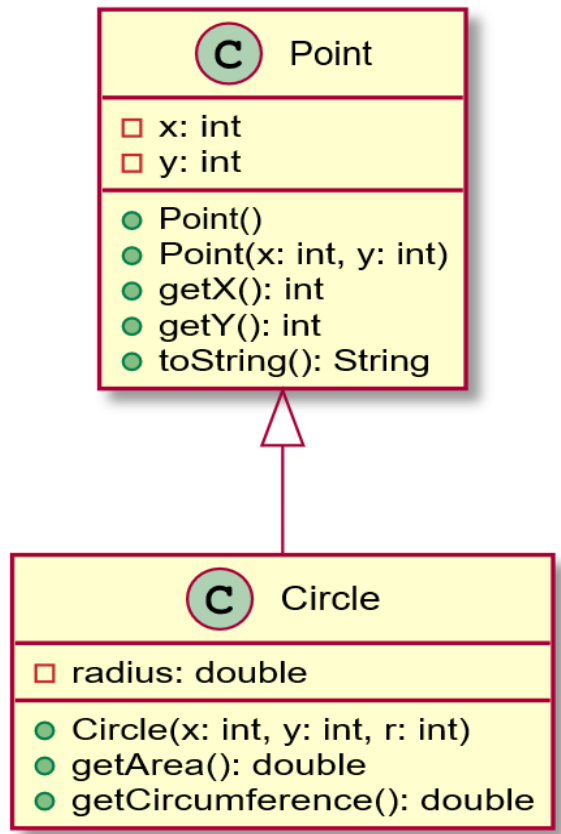 C Point
x: int
y: int
Point()
Point(x: int, y: int)
getX(): int
getY(): int
toString(): String
C Circle
radius: double
Circle(x: int, y: int, r: int)
getArea(): double
getCircumference(): double